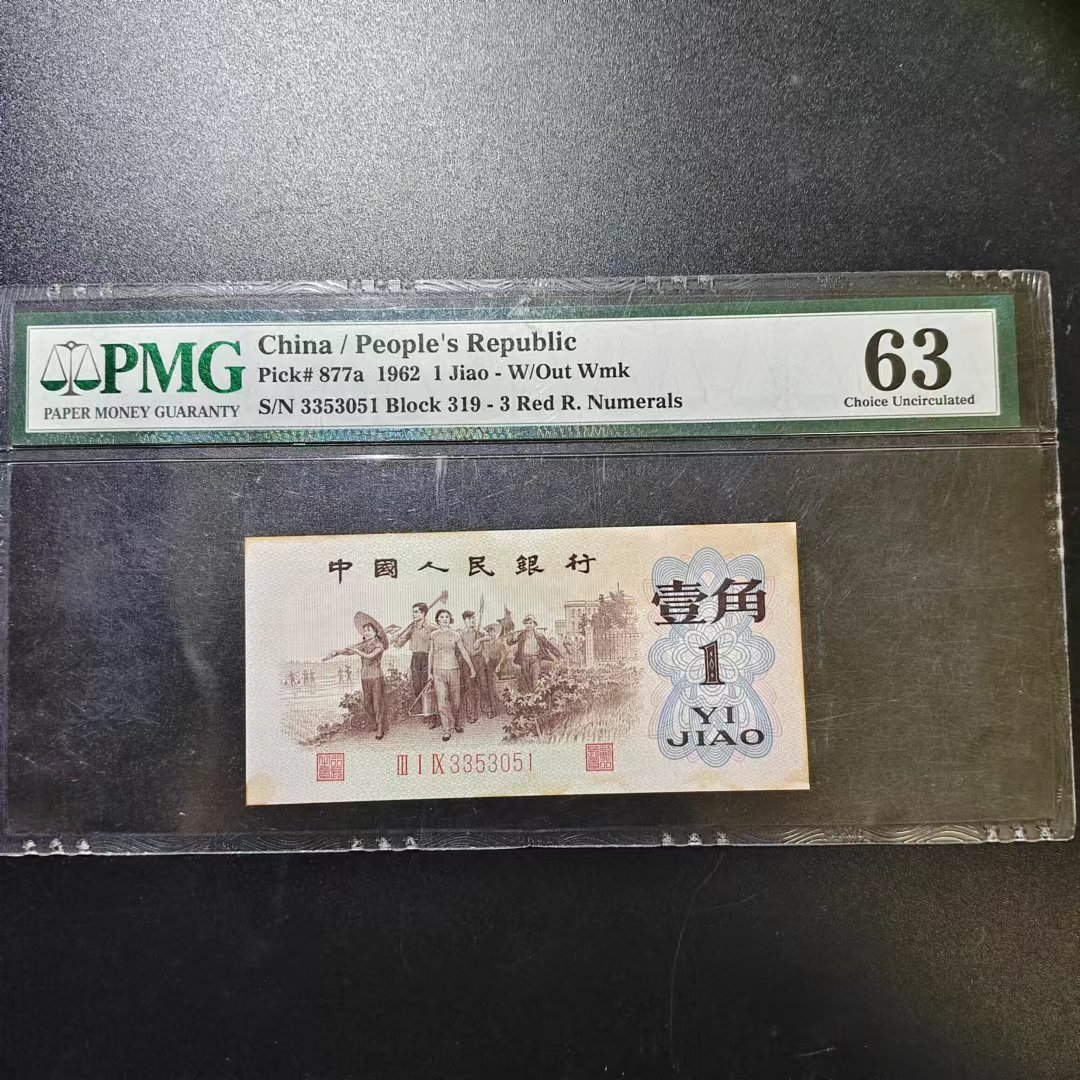 PMG
PAPER MONEY GUARANTY
China / People's Republic
Pick# 877a 1962 1 Jiao - W/Out Wmk
S/N 3353051 Block 319 - 3 Red R. Numerals
63
Choice Uncirculated
中國人民銀行
壹角
1
YI
JIAO
III I IX 3353051